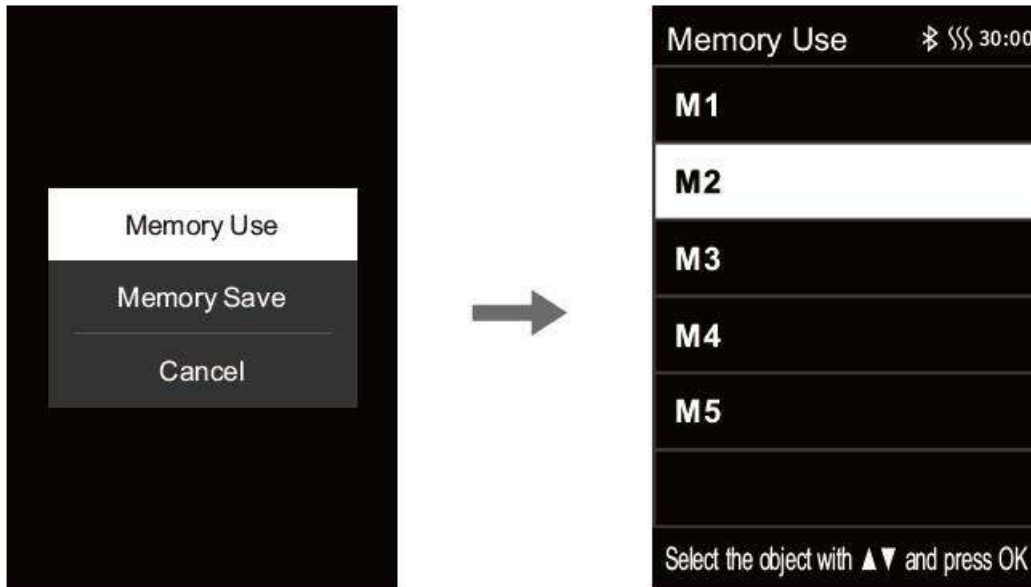 Memory Use
Memory Save
Cancel
Memory Use 30:00
M1
M2
M3
M4
M5
Select the object with ▲▼ and press OK